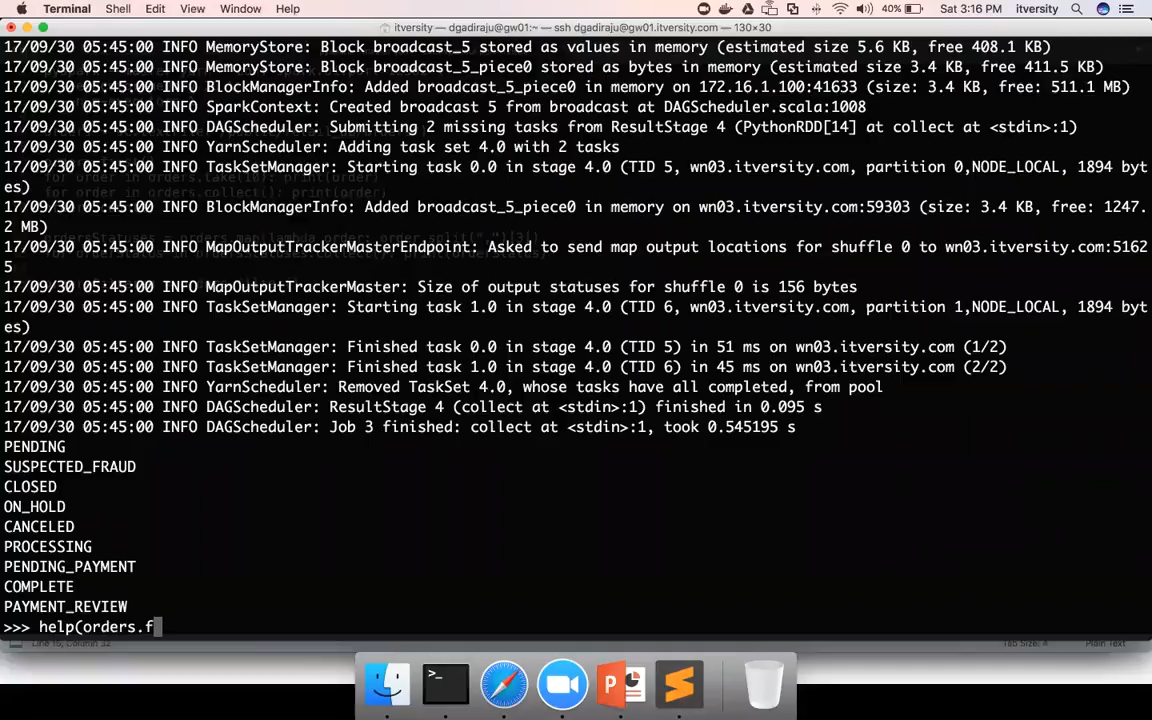 Terminal Shell Edit View Window Help 40% Sat 3:16 PM itversity
itversity — dgadiraju@gw01:~ — ssh dgadiraju@gw01.itversity.com — 130×30
17/09/30 05:45:00 INFO MemoryStore: Block broadcast_5 stored as values in memory (estimated size 5.6 KB, free 408.1 KB)
17/09/30 05:45:00 INFO MemoryStore: Block broadcast_5_piece0 stored as bytes in memory (estimated size 3.4 KB, free 411.5 KB)
17/09/30 05:45:00 INFO BlockManagerInfo: Added broadcast_5_piece0 in memory on 172.16.1.100:41633 (size: 3.4 KB, free: 511.1 MB)
17/09/30 05:45:00 INFO SparkContext: Created broadcast 5 from broadcast at DAGScheduler.scala:1008
17/09/30 05:45:00 INFO DAGScheduler: Submitting 2 missing tasks from ResultStage 4 (PythonRDD[14] at collect at <stdin>:1)
17/09/30 05:45:00 INFO YarnScheduler: Adding task set 4.0 with 2 tasks
17/09/30 05:45:00 INFO TaskSetManager: Starting task 0.0 in stage 4.0 (TID 5, wn03.itversity.com, partition 0,NODE_LOCAL, 1894 byt
es)
17/09/30 05:45:00 INFO BlockManagerInfo: Added broadcast_5_piece0 in memory on wn03.itversity.com:59303 (size: 3.4 KB, free: 1247.
2 MB)
17/09/30 05:45:00 INFO MapOutputTrackerMasterEndpoint: Asked to send map output locations for shuffle 0 to wn03.itversity.com:5162
5
17/09/30 05:45:00 INFO MapOutputTrackerMaster: Size of output statuses for shuffle 0 is 156 bytes
17/09/30 05:45:00 INFO TaskSetManager: Starting task 1.0 in stage 4.0 (TID 6, wn03.itversity.com, partition 1,NODE_LOCAL, 1894 byt
es)
17/09/30 05:45:00 INFO TaskSetManager: Finished task 0.0 in stage 4.0 (TID 5) in 51 ms on wn03.itversity.com (1/2)
17/09/30 05:45:00 INFO TaskSetManager: Finished task 1.0 in stage 4.0 (TID 6) in 45 ms on wn03.itversity.com (2/2)
17/09/30 05:45:00 INFO YarnScheduler: Removed TaskSet 4.0, whose tasks have all completed, from pool
17/09/30 05:45:00 INFO DAGScheduler: ResultStage 4 (collect at <stdin>:1) finished in 0.095 s
17/09/30 05:45:00 INFO DAGScheduler: Job 3 finished: collect at <stdin>:1, took 0.545195 s
PENDING
SUSPECTED_FRAUD
CLOSED
ON_HOLD
CANCELED
PROCESSING
PENDING_PAYMENT
COMPLETE
PAYMENT_REVIEW
>>> help(orders.f
Tab Size: 4 Plain Text